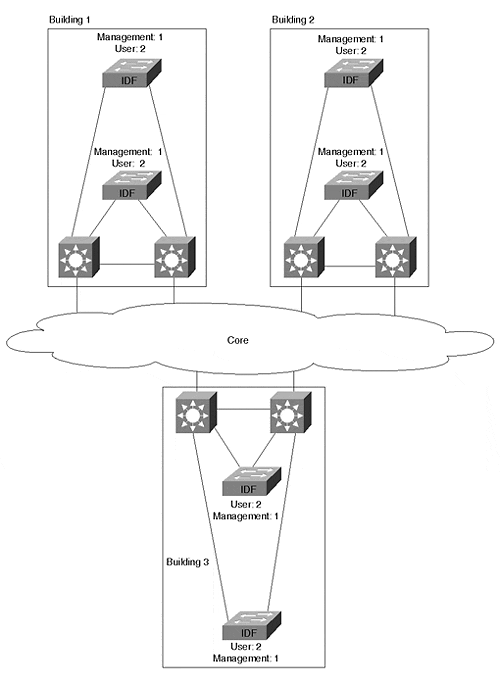 Building 1
Building 2
Management: 1
User: 2
IDF
Management: 1
User: 2
IDF
Management: 1
User: 2
IDF
Management: 1
User: 2
IDF
Core
IDF
User: 2
Management: 1
Building 3
IDF
User: 2
Management: 1